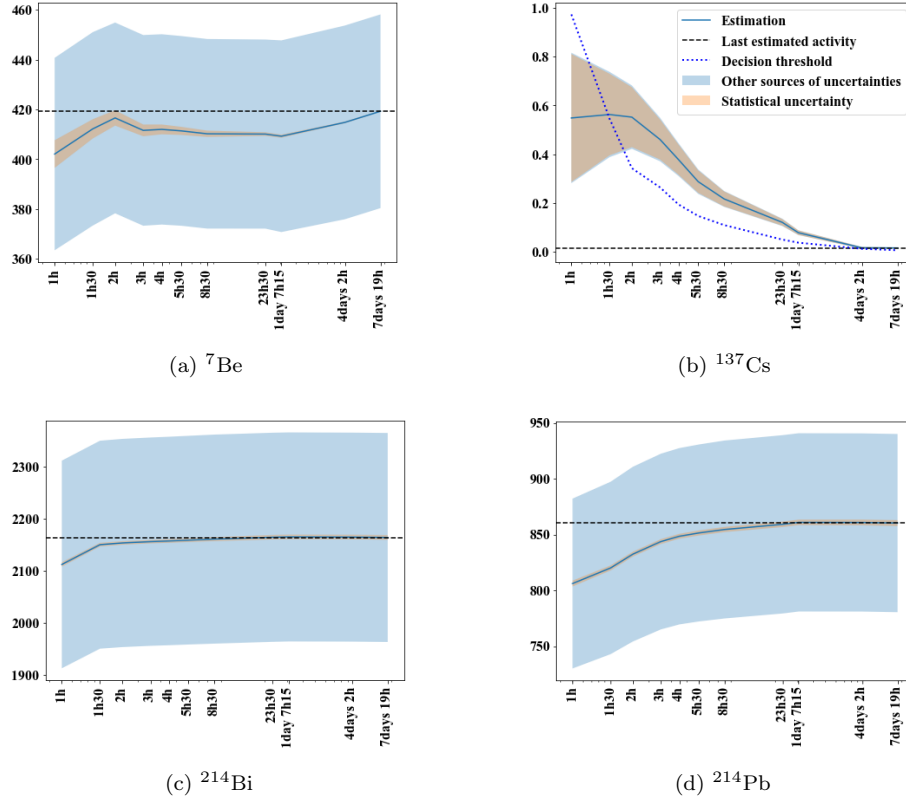 460
440
420
400
380
360
1h
1h30
2h
3h
4h
5h30
8h30
23h30
1day 7h15
4days 2h
7days 19h
(a) ⁷Be
1.0
0.8
0.6
0.4
0.2
0.0
Estimation
Last estimated activity
Decision threshold
Other sources of uncertainties
Statistical uncertainty
1h
1h30
2h
3h
4h
5h30
8h30
23h30
1day 7h15
4days 2h
7days 19h
(b) ¹³⁷Cs
2300
2200
2100
2000
1900
1h
1h30
2h
3h
4h
5h30
8h30
23h30
1day 7h15
4days 2h
7days 19h
(c) ²¹⁴Bi
950
900
850
800
750
1h
1h30
2h
3h
4h
5h30
8h30
23h30
1day 7h15
4days 2h
7days 19h
(d) ²¹⁴Pb